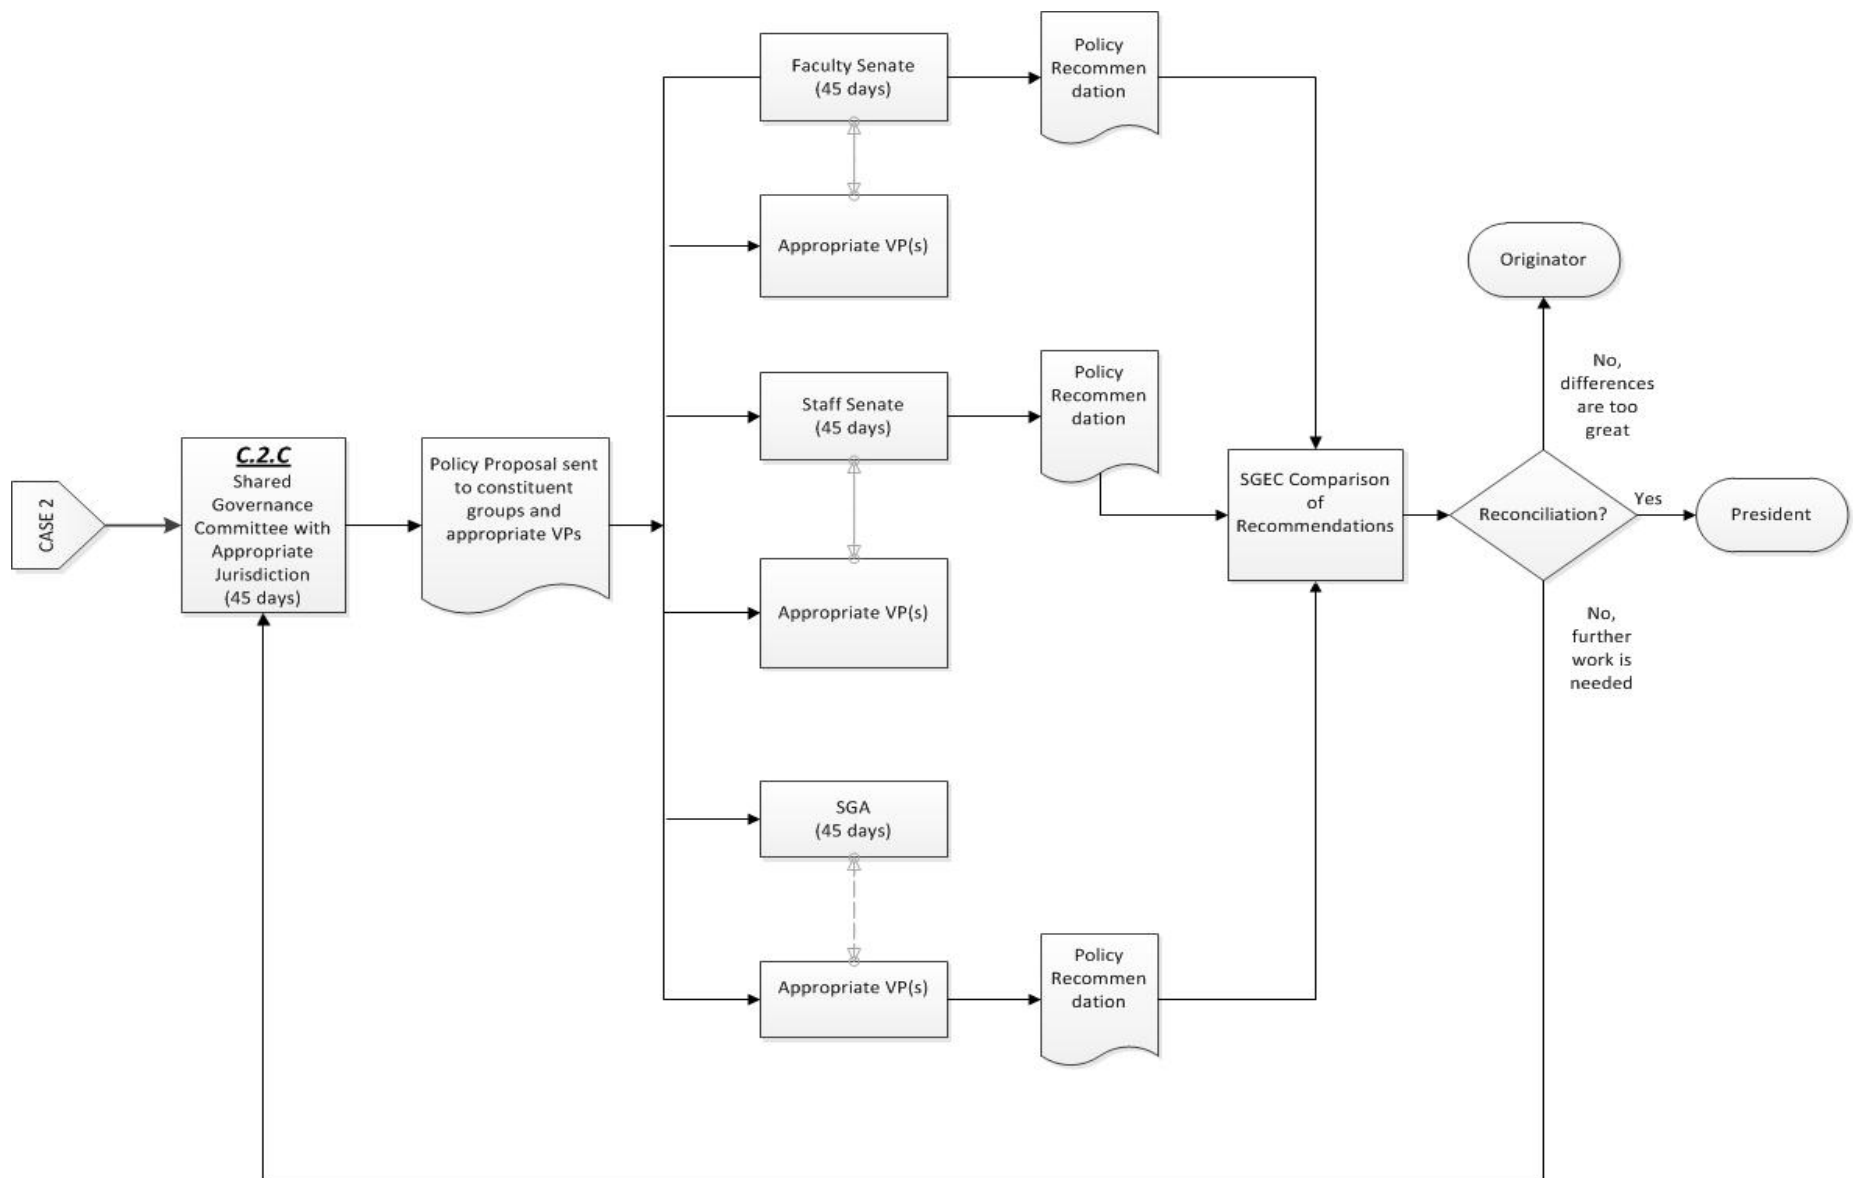 CASE 2
C.2.C
Shared
Governance
Committee with
Appropriate
Jurisdiction
(45 days)
Policy Proposal sent
to constituent
groups and
appropriate VPs
Faculty Senate
(45 days)
Policy
Recommen
dation
Appropriate VP(s)
Staff Senate
(45 days)
Policy
Recommen
dation
Appropriate VP(s)
SGA
(45 days)
Appropriate VP(s)
Policy
Recommen
dation
SGEC Comparison
of
Recommendations
Reconciliation?
Originator
No,
differences
are too
great
Yes
President
No,
further
work is
needed